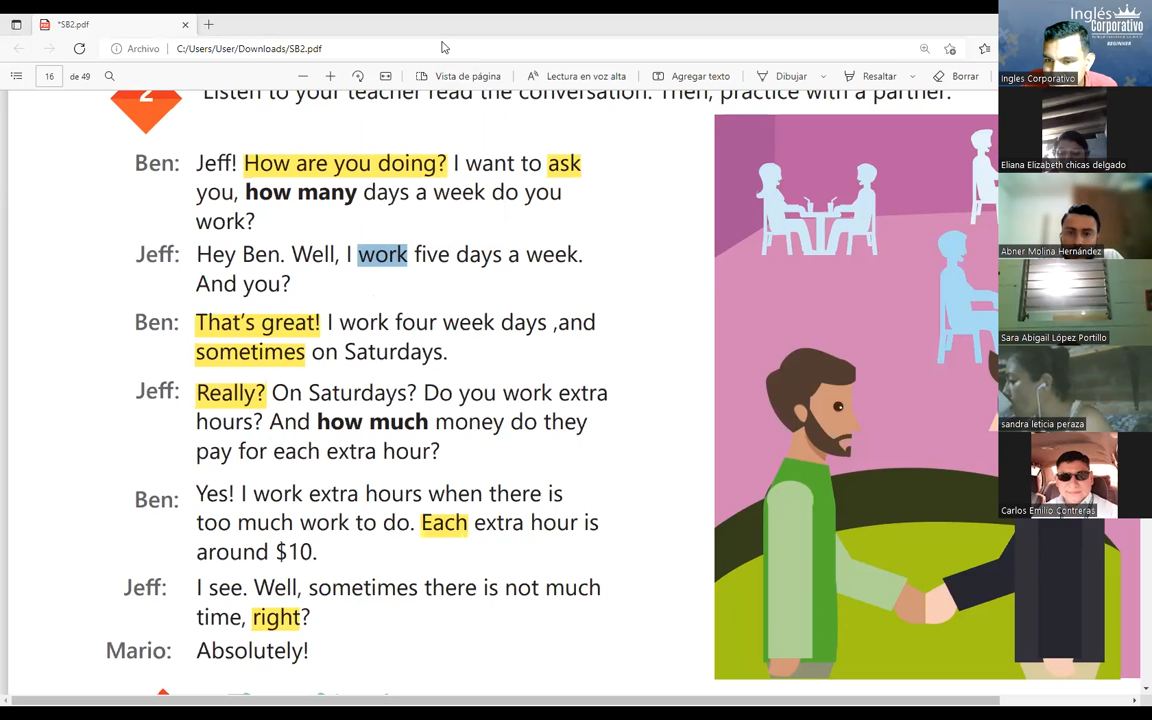 *SB2.pdf
Archivo
C:/Users/User/Downloads/SB2.pdf
16
de 49
Vista de página
Lectura en voz alta
Agregar texto
Dibujar
Resaltar
Borrar
2
Listen to your teacher read the conversation. Then, practice with a partner.
Ben: Jeff! How are you doing? I want to ask
you, how many days a week do you
work?
Jeff: Hey Ben. Well, I work five days a week.
And you?
Ben: That's great! I work four week days ,and
sometimes on Saturdays.
Jeff: Really? On Saturdays? Do you work extra
hours? And how much money do they
pay for each extra hour?
Ben: Yes! I work extra hours when there is
too much work to do. Each extra hour is
around $10.
Jeff: I see. Well, sometimes there is not much
time, right?
Mario: Absolutely!
Inglés
Corporativo
BEGINNER
Ingles Corporativo
Eliana Elizabeth chicas delgado
Abner Molina Hernández
Sara Abigail López Portillo
sandra leticia peraza
Carlos Emilio Contreras